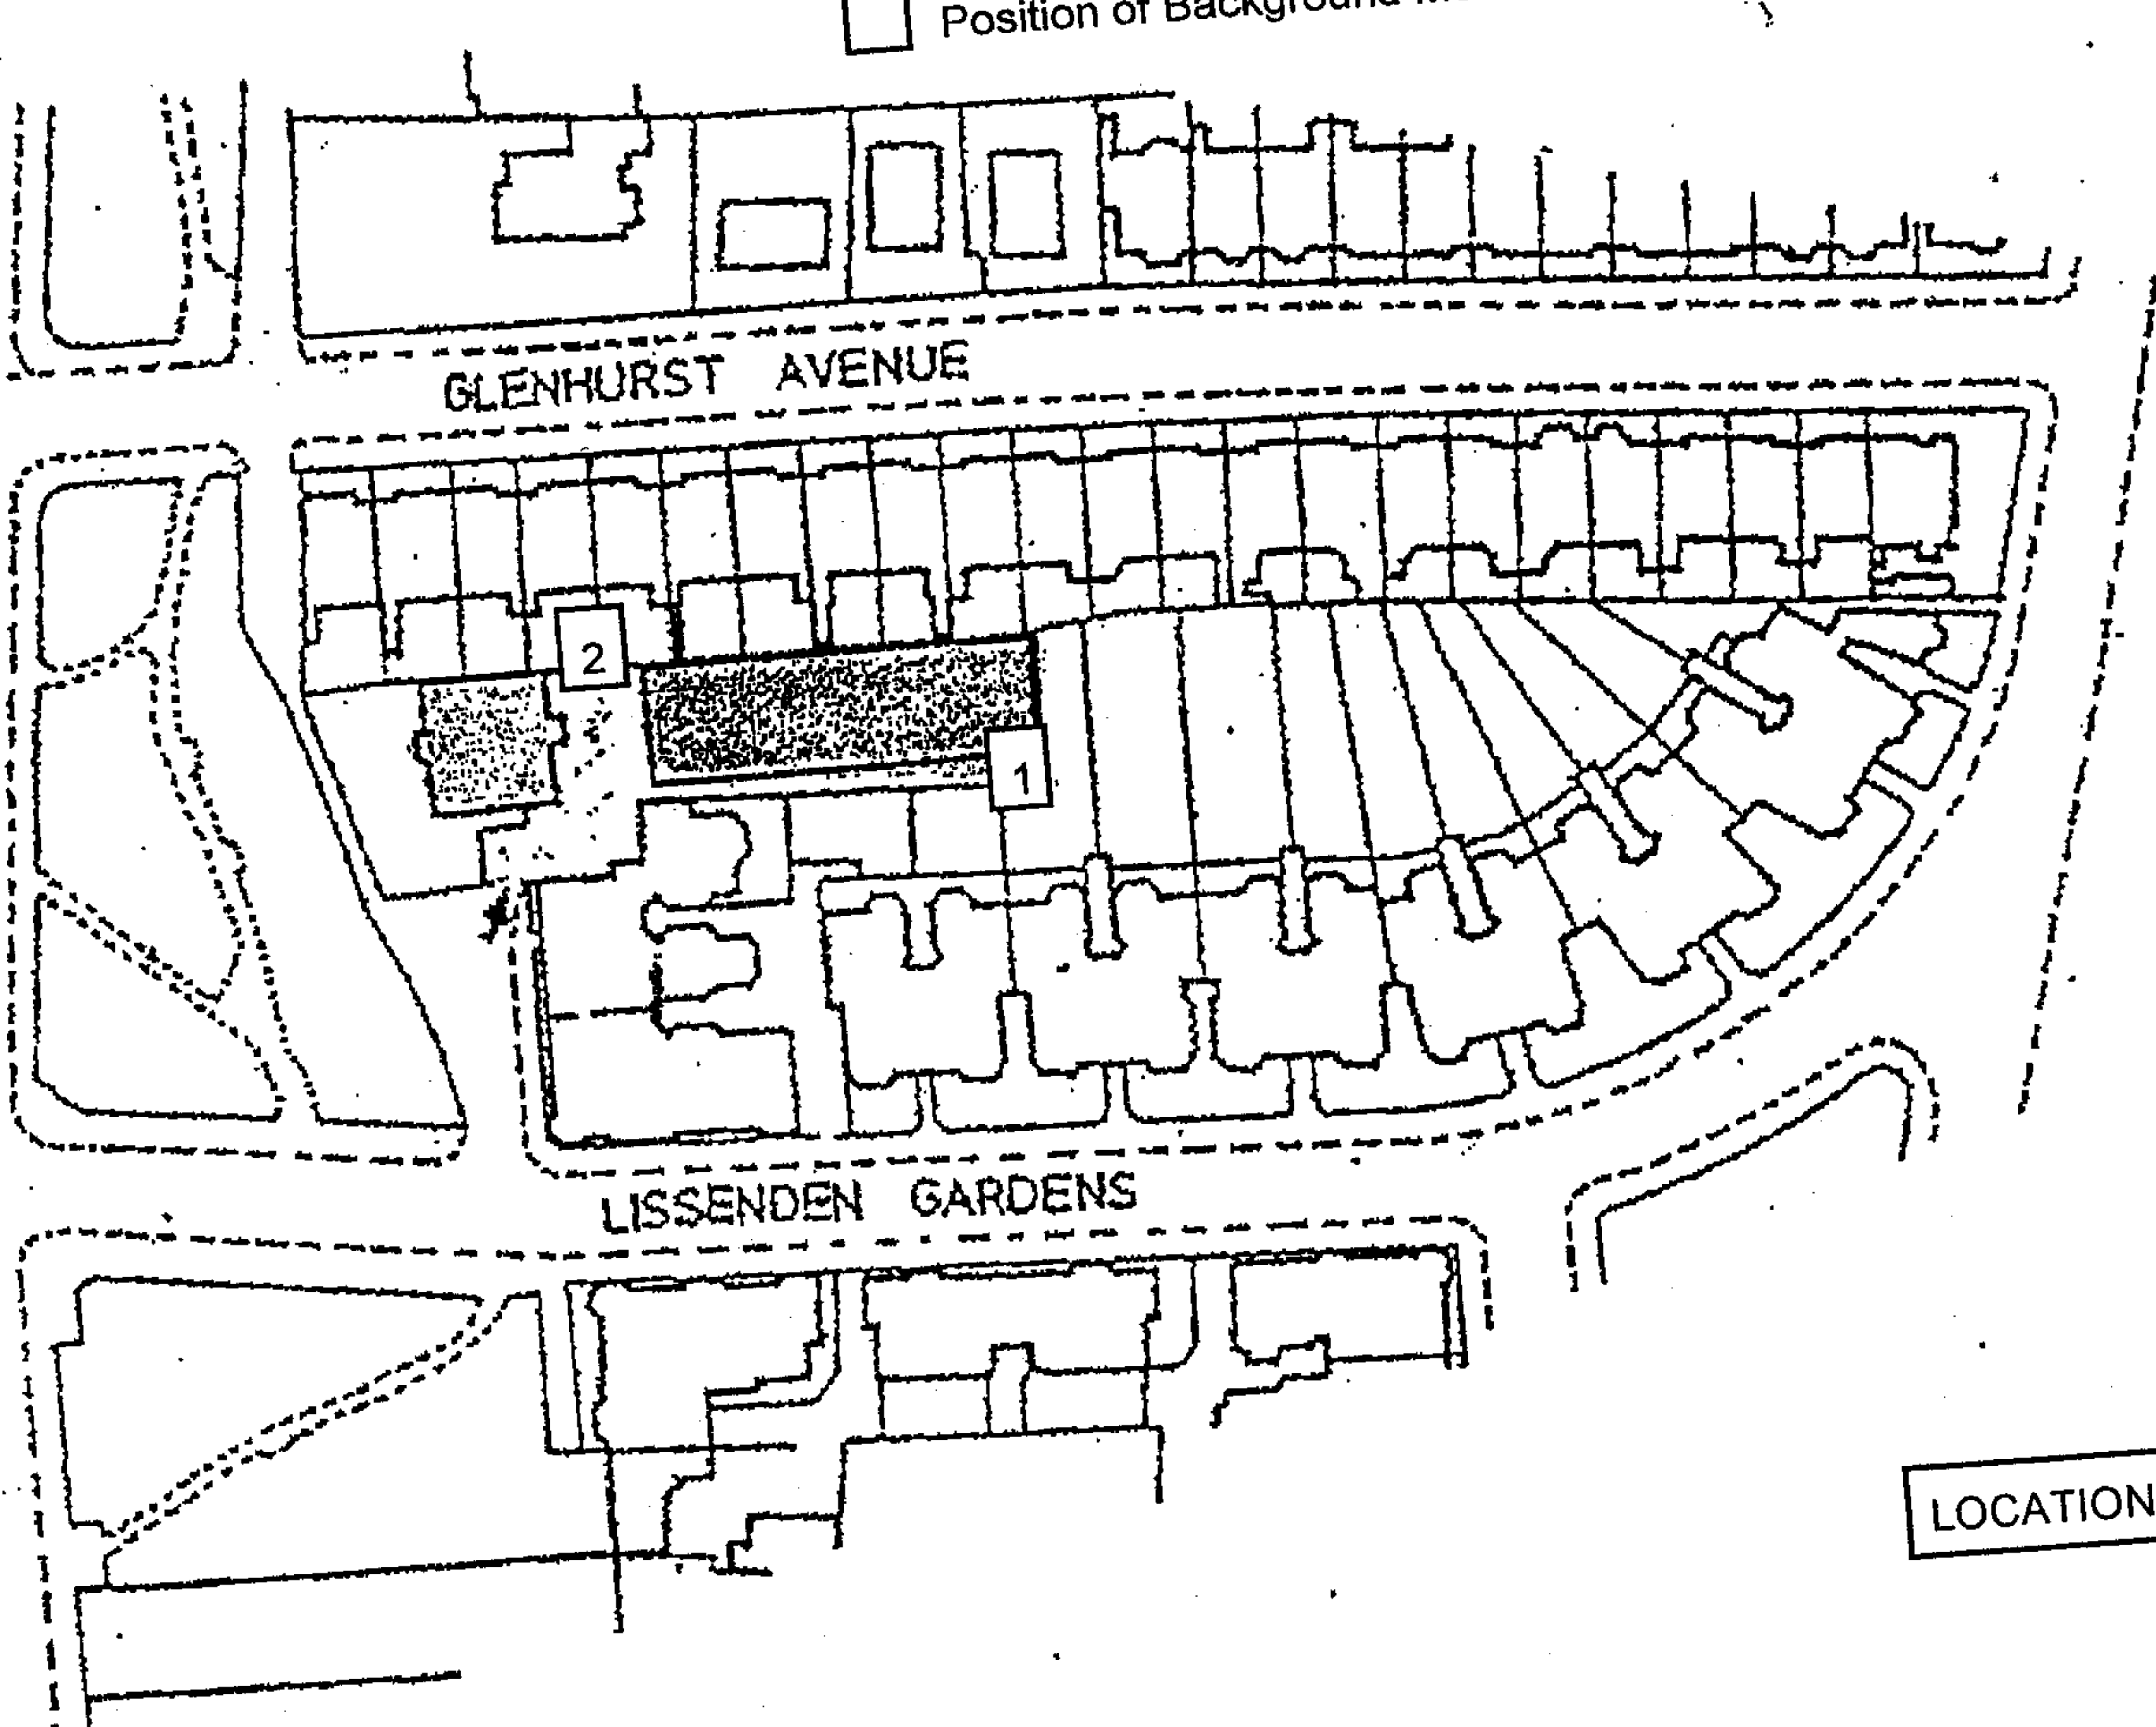 Position of Background
GLENHURST AVENUE
2
1
LISSENDEN GARDENS
LOCATION